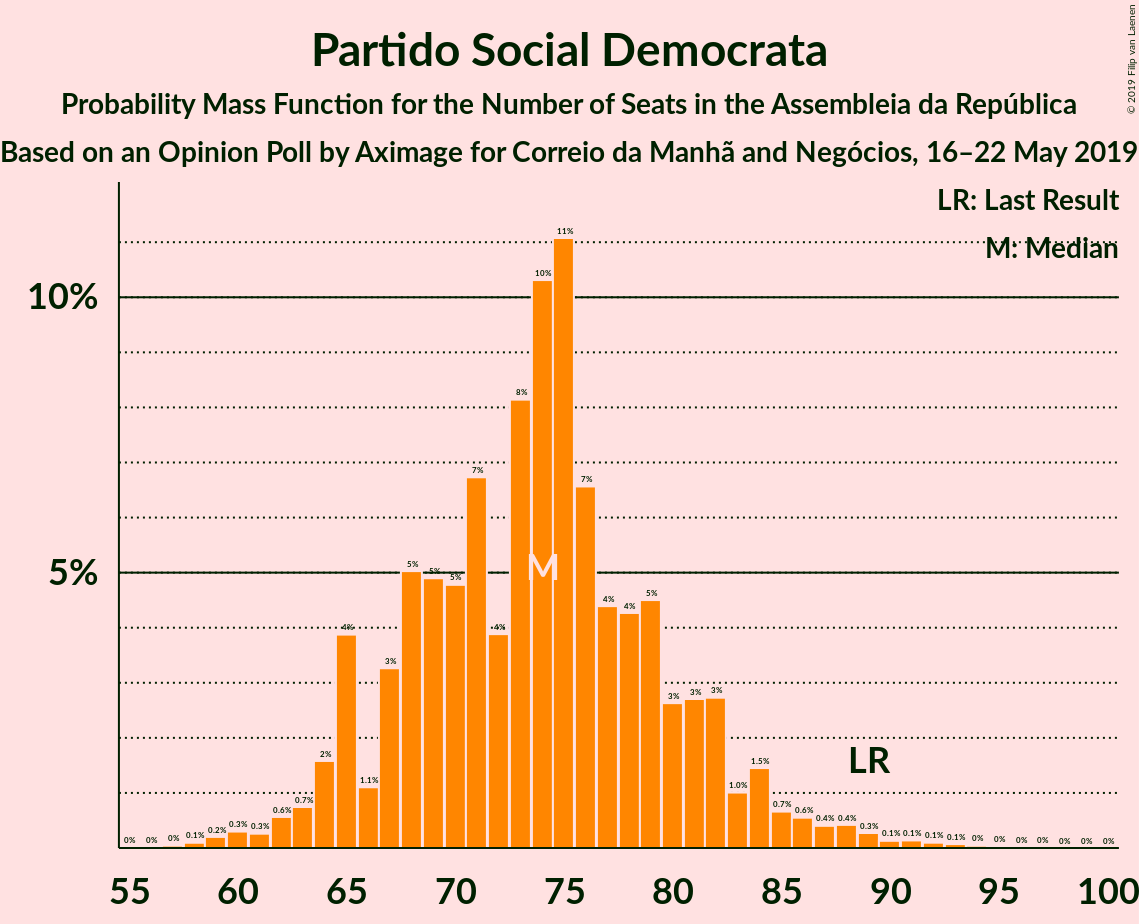 Partido Social Democrata
Probability Mass Function for the Number of Seats in the Assembleia da República
Based on an Opinion Poll by Aximage for Correio da Manhã and Negócios, 16–22 May 2019
© 2019 Filip van Laenen
LR: Last Result
M: Median
10%
5%
0% 0% 0% 0.1% 0.2% 0.3% 0.3% 0.6% 0.7% 2% 4% 1.1% 3% 5% 5% 5% 7% 4% 8% 10% 11% 7% 4% 4% 5% 3% 3% 3% 1.0% 1.5% 0.7% 0.6% 0.4% 0.4% 0.3% 0.1% 0.1% 0.1% 0.1% 0% 0% 0% 0% 0% 0% 0%
M
LR
55 60 65 70 75 80 85 90 95 100